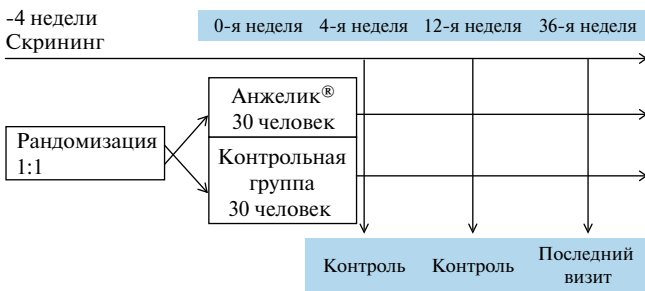 -4 недели
Скрининг
0-я неделя 4-я неделя 12-я неделя 36-я неделя
Анжелик®
30 человек
Рандомизация
1:1
Контрольная
группа
30 человек
Контроль Контроль Последний
визит